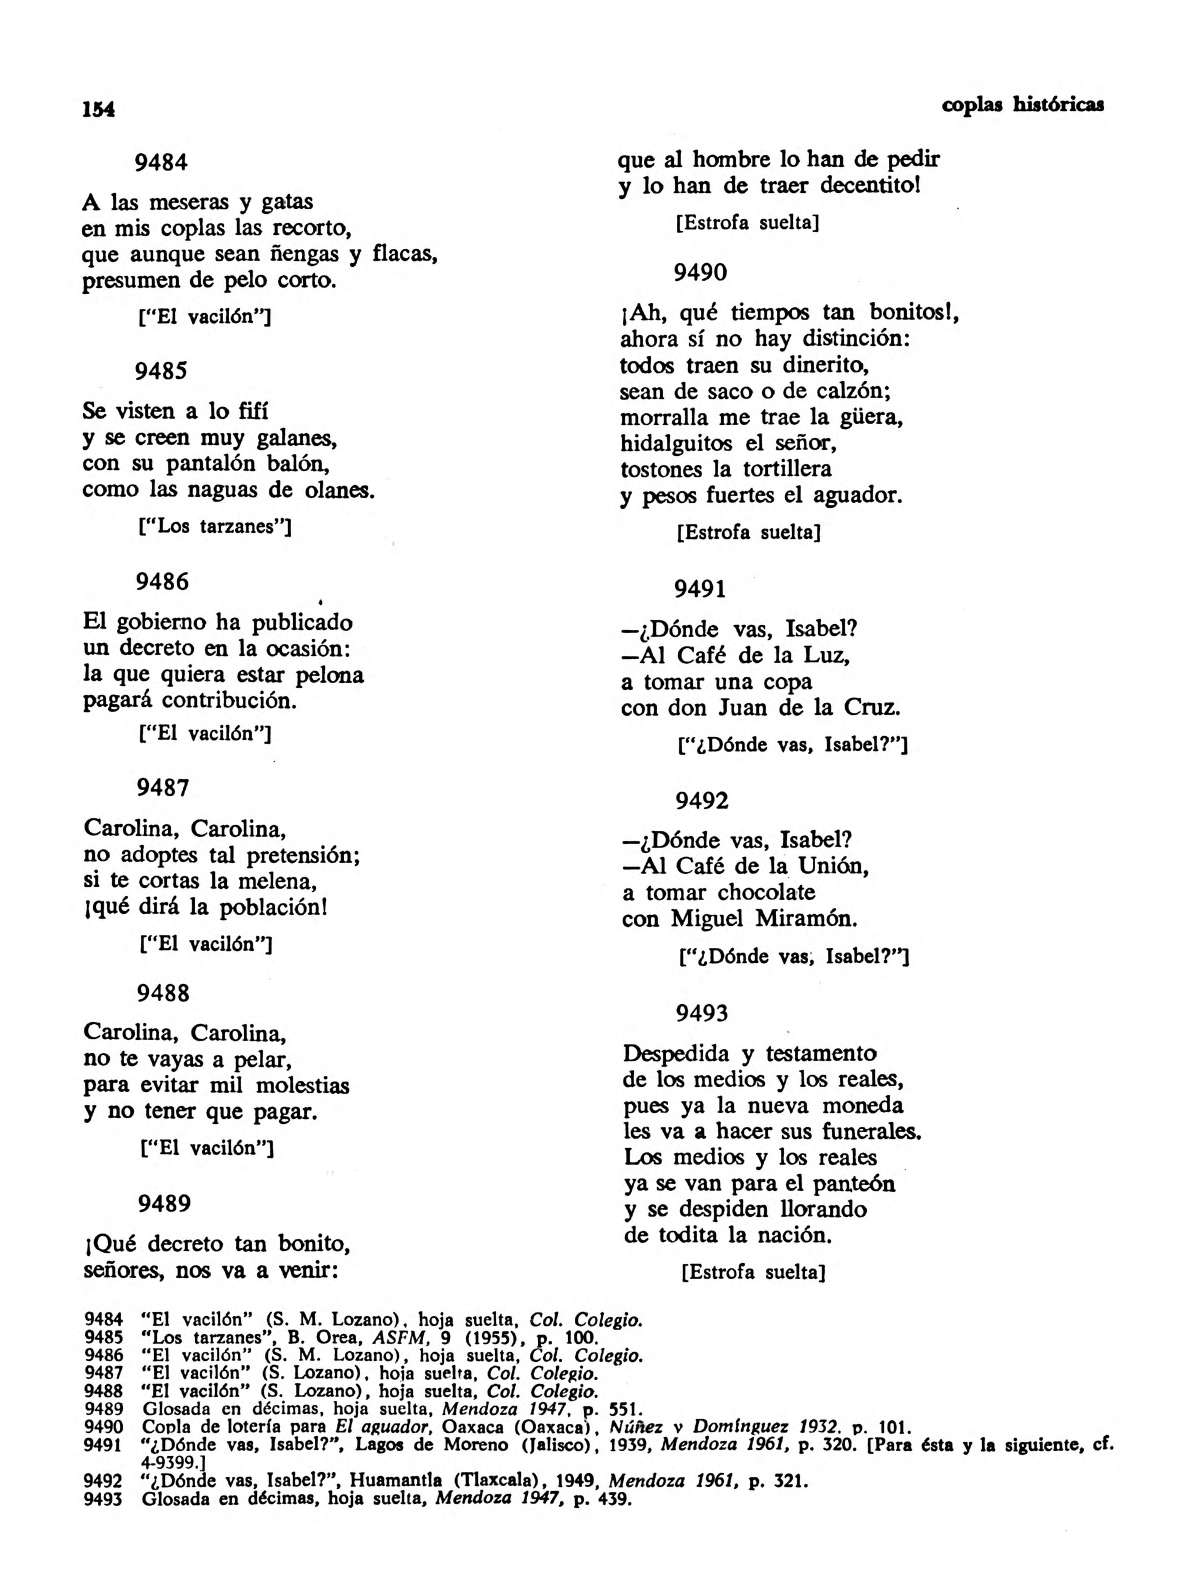 154
coplas históricas
9484
A las meseras y gatas
en mis coplas las recorto,
que aunque sean ñengas y flacas,
presumen de pelo corto.
["El vacilón"]
9485
Se visten a lo fifí
y se creen muy galanes,
con su pantalón balón,
como las naguas de olanes.
["Los tarzanes"]
9486
El gobierno ha publicado
un decreto en la ocasión:
la que quiera estar pelona
pagará contribución.
["El vacilón"]
9487
Carolina, Carolina,
no adoptes tal pretensión;
si te cortas la melena,
¡qué dirá la población!
["El vacilón"]
9488
Carolina, Carolina,
no te vayas a pelar,
para evitar mil molestias
y no tener que pagar.
["El vacilón"]
9489
¡Qué decreto tan bonito,
señores, nos va a venir:
que al hombre lo han de pedir
y lo han de traer decentito!
[Estrofa suelta]
9490
¡Ah, qué tiempos tan bonitos!,
ahora sí no hay distinción:
todos traen su dinerito,
sean de saco o de calzón;
morralla me trae la güera,
hidalguitos el señor,
tostones la tortillera
y pesos fuertes el aguador.
[Estrofa suelta]
9491
—¿Dónde vas, Isabel?
—Al Café de la Luz,
a tomar una copa
con don Juan de la Cruz.
["¿Dónde vas, Isabel?"]
9492
—¿Dónde vas, Isabel?
—Al Café de la Unión,
a tomar chocolate
con Miguel Miramón.
["¿Dónde vas, Isabel?"]
9493
Despedida y testamento
de los medios y los reales,
pues ya la nueva moneda
les va a hacer sus funerales.
Los medios y los reales
ya se van para el panteón
y se despiden llorando
de todita la nación.
[Estrofa suelta]
9484 "El vacilón" (S. M. Lozano), hoja suelta, Col. Colegio.
9485 "Los tarzanes", B. Orea, ASFM, 9 (1955), p. 100.
9486 "El vacilón" (S. M. Lozano), hoja suelta, Col. Colegio.
9487 "El vacilón" (S. Lozano), hoja suelta, Col. Colegio.
9488 "El vacilón" (S. Lozano), hoja suelta, Col. Colegio.
9489 Glosada en décimas, hoja suelta, Mendoza 1947, p. 551.
9490 Copla de lotería para El aguador, Oaxaca (Oaxaca), Núñez y Domínguez 1932, p. 101.
9491 "¿Dónde vas, Isabel?", Lagos de Moreno (Jalisco), 1939, Mendoza 1961, p. 320. [Para ésta y la siguiente, cf.
4-9399.]
9492 "¿Dónde vas, Isabel?", Huamantla (Tlaxcala), 1949, Mendoza 1961, p. 321.
9493 Glosada en décimas, hoja suelta, Mendoza 1947, p. 439.